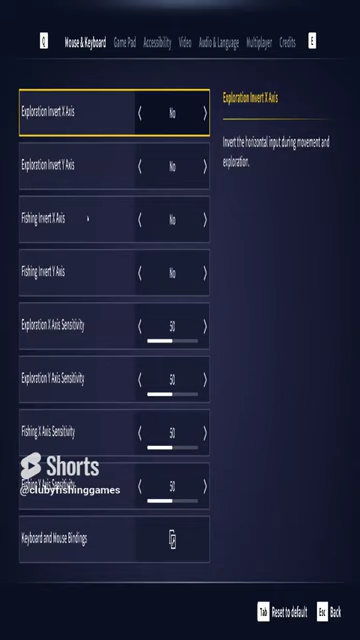 Q Mouse & Keyboard Game Pad Accessibility Video Audio & Language Multiplayer Credits E
Exploration Invert X Axis No
Exploration Invert Y Axis No
Fishing Invert X Axis No
Fishing Invert Y Axis No
Exploration X Axis Sensitivity 50
Exploration Y Axis Sensitivity 50
Fishing X Axis Sensitivity 50
Fishing Y Axis Sensitivity 50
Keyboard and Mouse Bindings
Exploration Invert X Axis
Invert the horizontal input during movement and
exploration.
Shorts
@clubyfishinggames
Tab Reset to default Esc Back